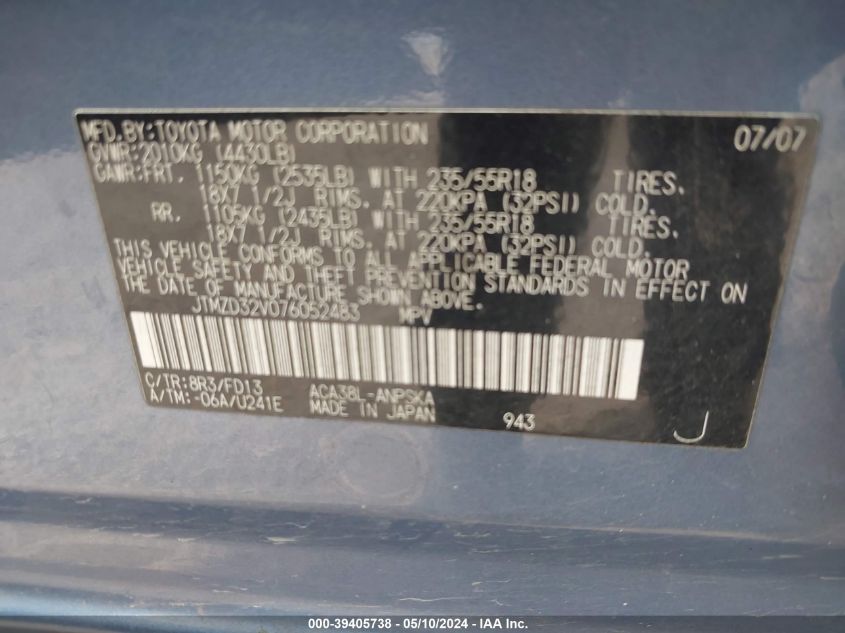 MFD.BY:TOYOTA MOTOR CORPORATION 07/07
GVWR:2010KG (4430LB)
GAWR:FRT. 1150KG (2535LB) WITH 235/55R18 TIRES.
18X7 1/2J RIMS. AT 220KPA (32PSI) COLD.
RR. 1105KG (2435LB) WITH 235/55R18 TIRES.
18X7 1/2J RIMS. AT 220KPA (32PSI) COLD.
THIS VEHICLE CONFORMS TO ALL APPLICABLE FEDERAL MOTOR
VEHICLE SAFETY AND THEFT PREVENTION STANDARDS IN EFFECT ON
THE DATE OF MANUFACTURE SHOWN ABOVE.
JTMZD32V076052483 MPV
C/TR:8R3/FD13 ACA38L-ANPSKA
A/TM:-06A/U241E MADE IN JAPAN 943 J
000-39405738 - 05/10/2024 - IAA Inc.